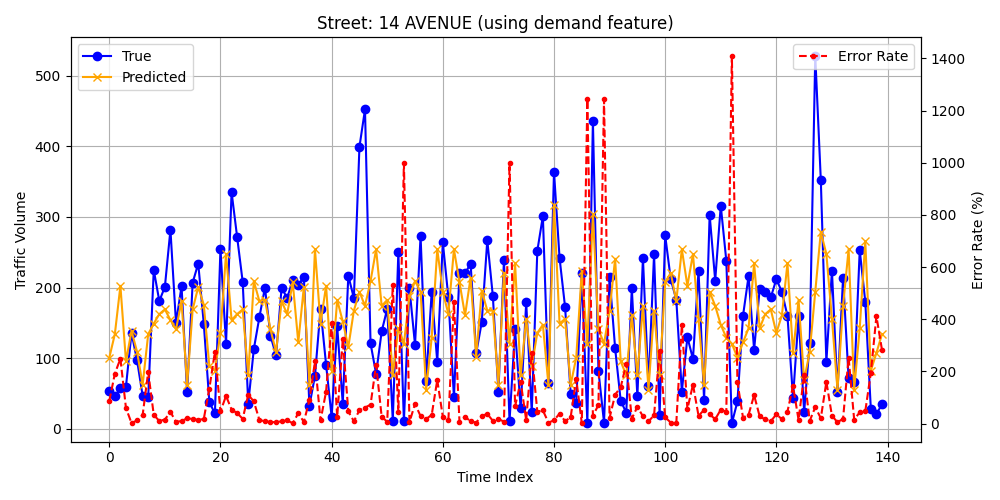 Street: 14 AVENUE (using demand feature)
True
Predicted
Error Rate
Traffic Volume
Error Rate (%)
500
400
300
200
100
0
1400
1200
1000
800
600
400
200
0
0 20 40 60 80 100 120 140
Time Index